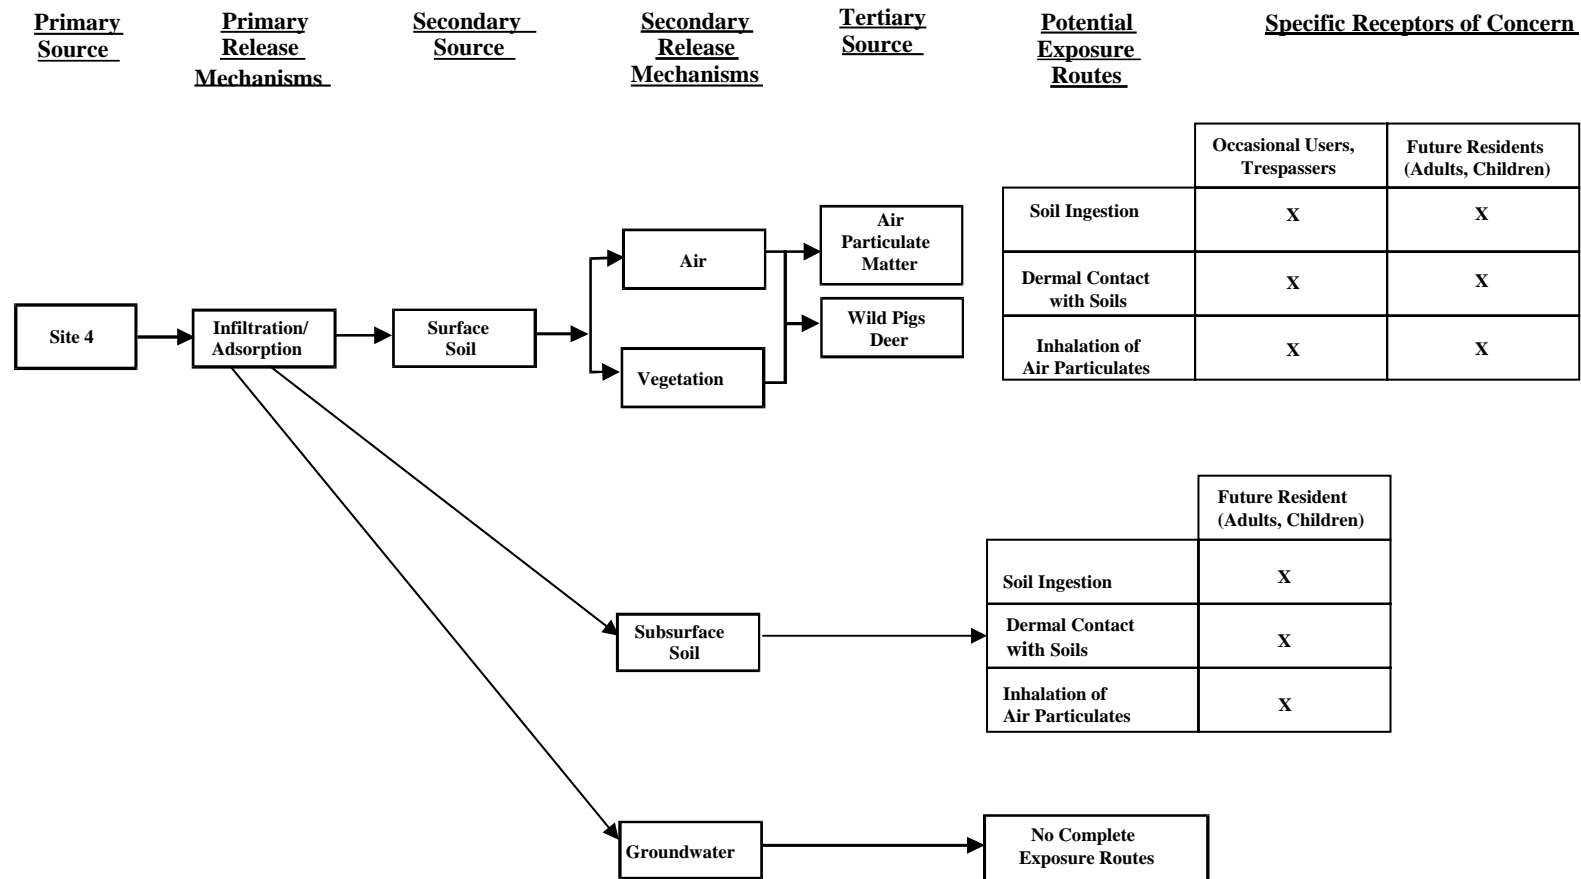 Primary
Source
Primary
Release
Mechanisms
Secondary
Source
Secondary
Release
Mechanisms
Tertiary
Source
Potential
Exposure
Routes
Specific Receptors of Concern
Occasional Users,
Trespassers
Future Residents
(Adults, Children)
Soil Ingestion
X
X
Dermal Contact
with Soils
X
X
Inhalation of
Air Particulates
X
X
Site 4
Infiltration/
Adsorption
Surface
Soil
Air
Vegetation
Air
Particulate
Matter
Wild Pigs
Deer
Future Resident
(Adults, Children)
Soil Ingestion
X
Dermal Contact
with Soils
X
Inhalation of
Air Particulates
X
Subsurface
Soil
Groundwater
No Complete
Exposure Routes